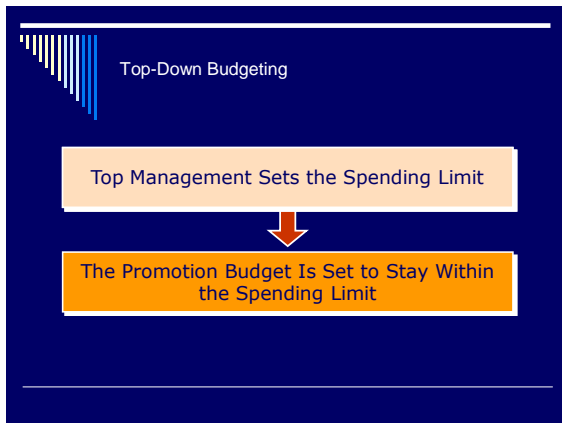 Top-Down Budgeting
Top Management Sets the Spending Limit
The Promotion Budget Is Set to Stay Within
the Spending Limit